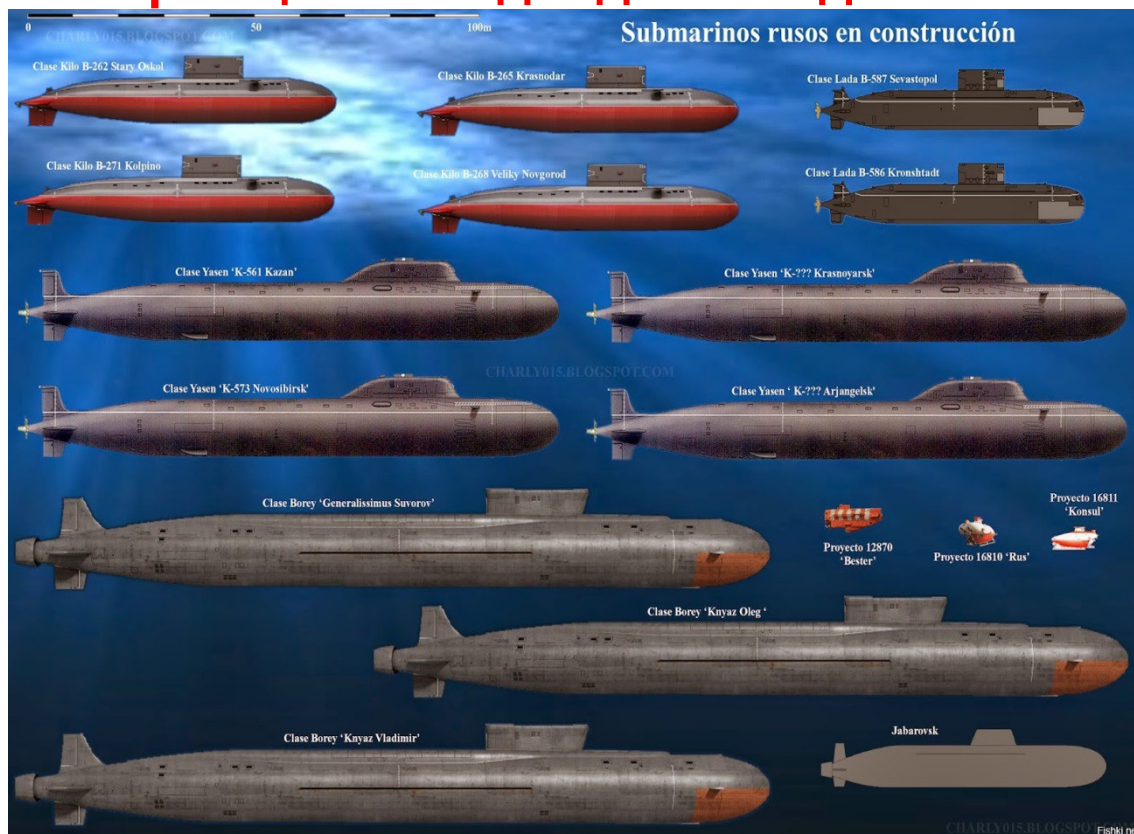 0
50
100m
CHARLY015.BLOGSPOT.COM
Submarinos rusos en construcción
Clase Kilo B-262 Stary Oskol
Clase Kilo B-265 Krasnodar
Clase Lada B-587 Sevastopol
Clase Kilo B-271 Kolpino
Clase Kilo B-268 Veliky Novgorod
Clase Lada B-586 Kronshtadt
Clase Yasen ‘K-561 Kazan’
Clase Yasen ‘K-??? Krasnoyarsk’
CHARLY015.BLOGSPOT.COM
Clase Yasen ‘K-573 Novosibirsk’
Clase Yasen ‘ K-??? Arjangelsk’
Clase Borey ‘Generalissimus Suvorov’
Proyecto 12870
‘Bester’
Proyecto 16810 ‘Rus’
Proyecto 16811
‘Konsul’
Clase Borey ‘Knyaz Oleg ‘
Clase Borey ‘Knyaz Vladimir’
Jabarovsk
CHARLY015.BLOGSPOT.COM